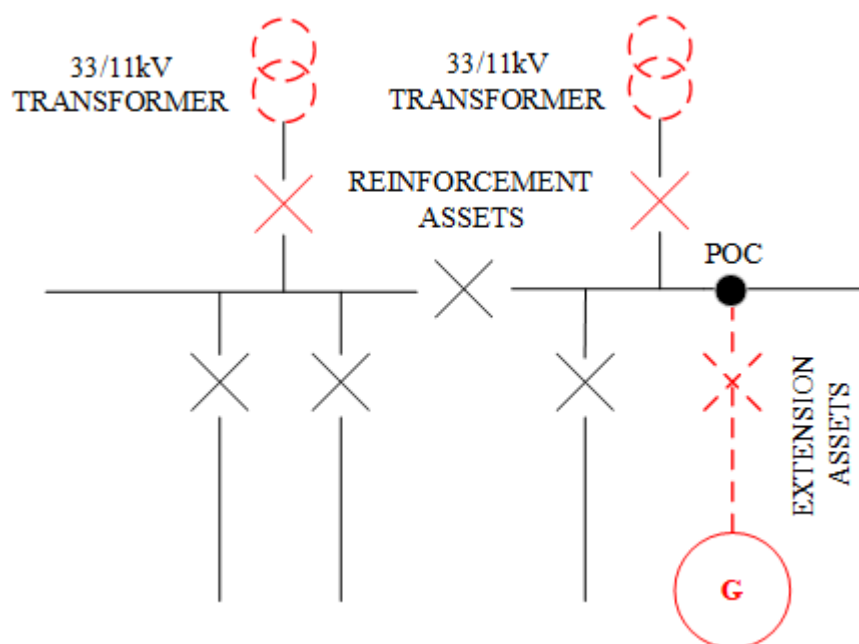 33/11kV
TRANSFORMER
33/11kV
TRANSFORMER
REINFORCEMENT
ASSETS
POC
EXTENSION
ASSETS
G